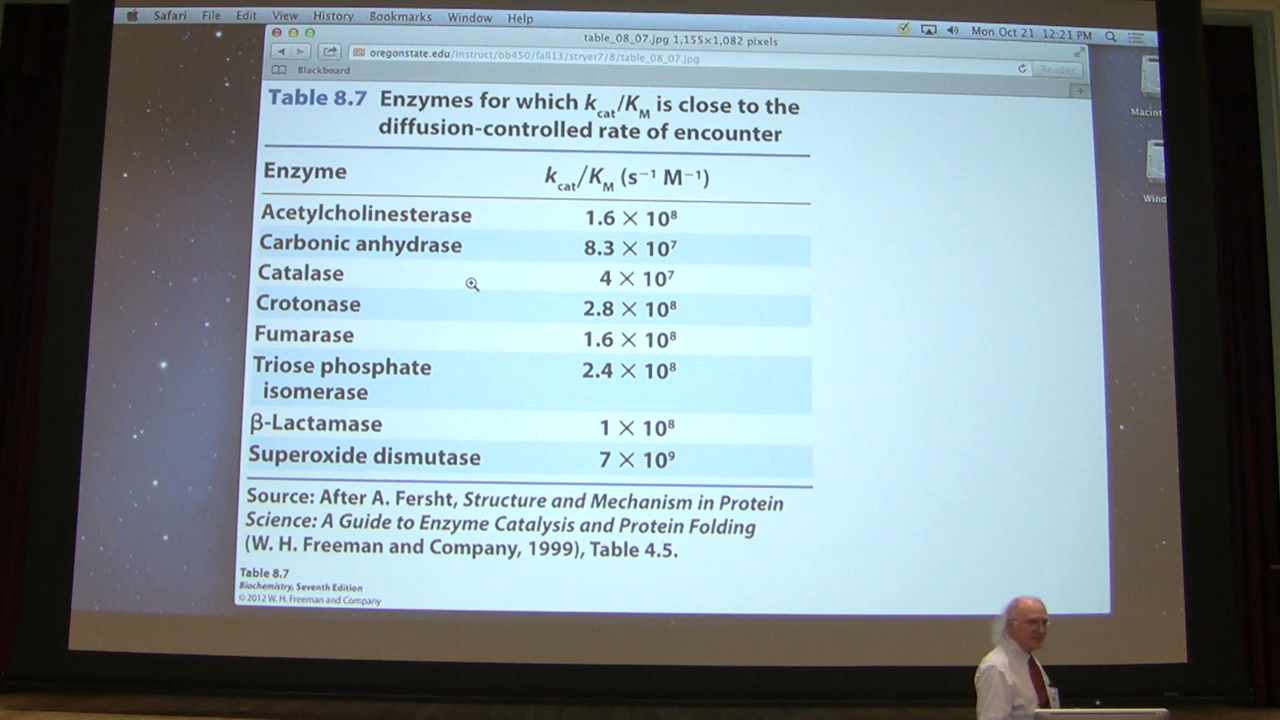 Safari File Edit View History Bookmarks Window Help Mon Oct 21 12:21 PM
table_08_07.jpg 1,155×1,082 pixels
oregonstate.edu/instruct/bb450/fall13/stryer7/8/table_08_07.jpg Reader
Blackboard
Macint
Wind
Table 8.7 Enzymes for which kcat/KM is close to the
diffusion-controlled rate of encounter
Enzyme kcat/KM (s⁻¹ M⁻¹)
Acetylcholinesterase 1.6 × 10⁸
Carbonic anhydrase 8.3 × 10⁷
Catalase 4 × 10⁷
Crotonase 2.8 × 10⁸
Fumarase 1.6 × 10⁸
Triose phosphate 2.4 × 10⁸
isomerase
β-Lactamase 1 × 10⁸
Superoxide dismutase 7 × 10⁹
Source: After A. Fersht, Structure and Mechanism in Protein
Science: A Guide to Enzyme Catalysis and Protein Folding
(W. H. Freeman and Company, 1999), Table 4.5.
Table 8.7
Biochemistry, Seventh Edition
© 2012 W. H. Freeman and Company